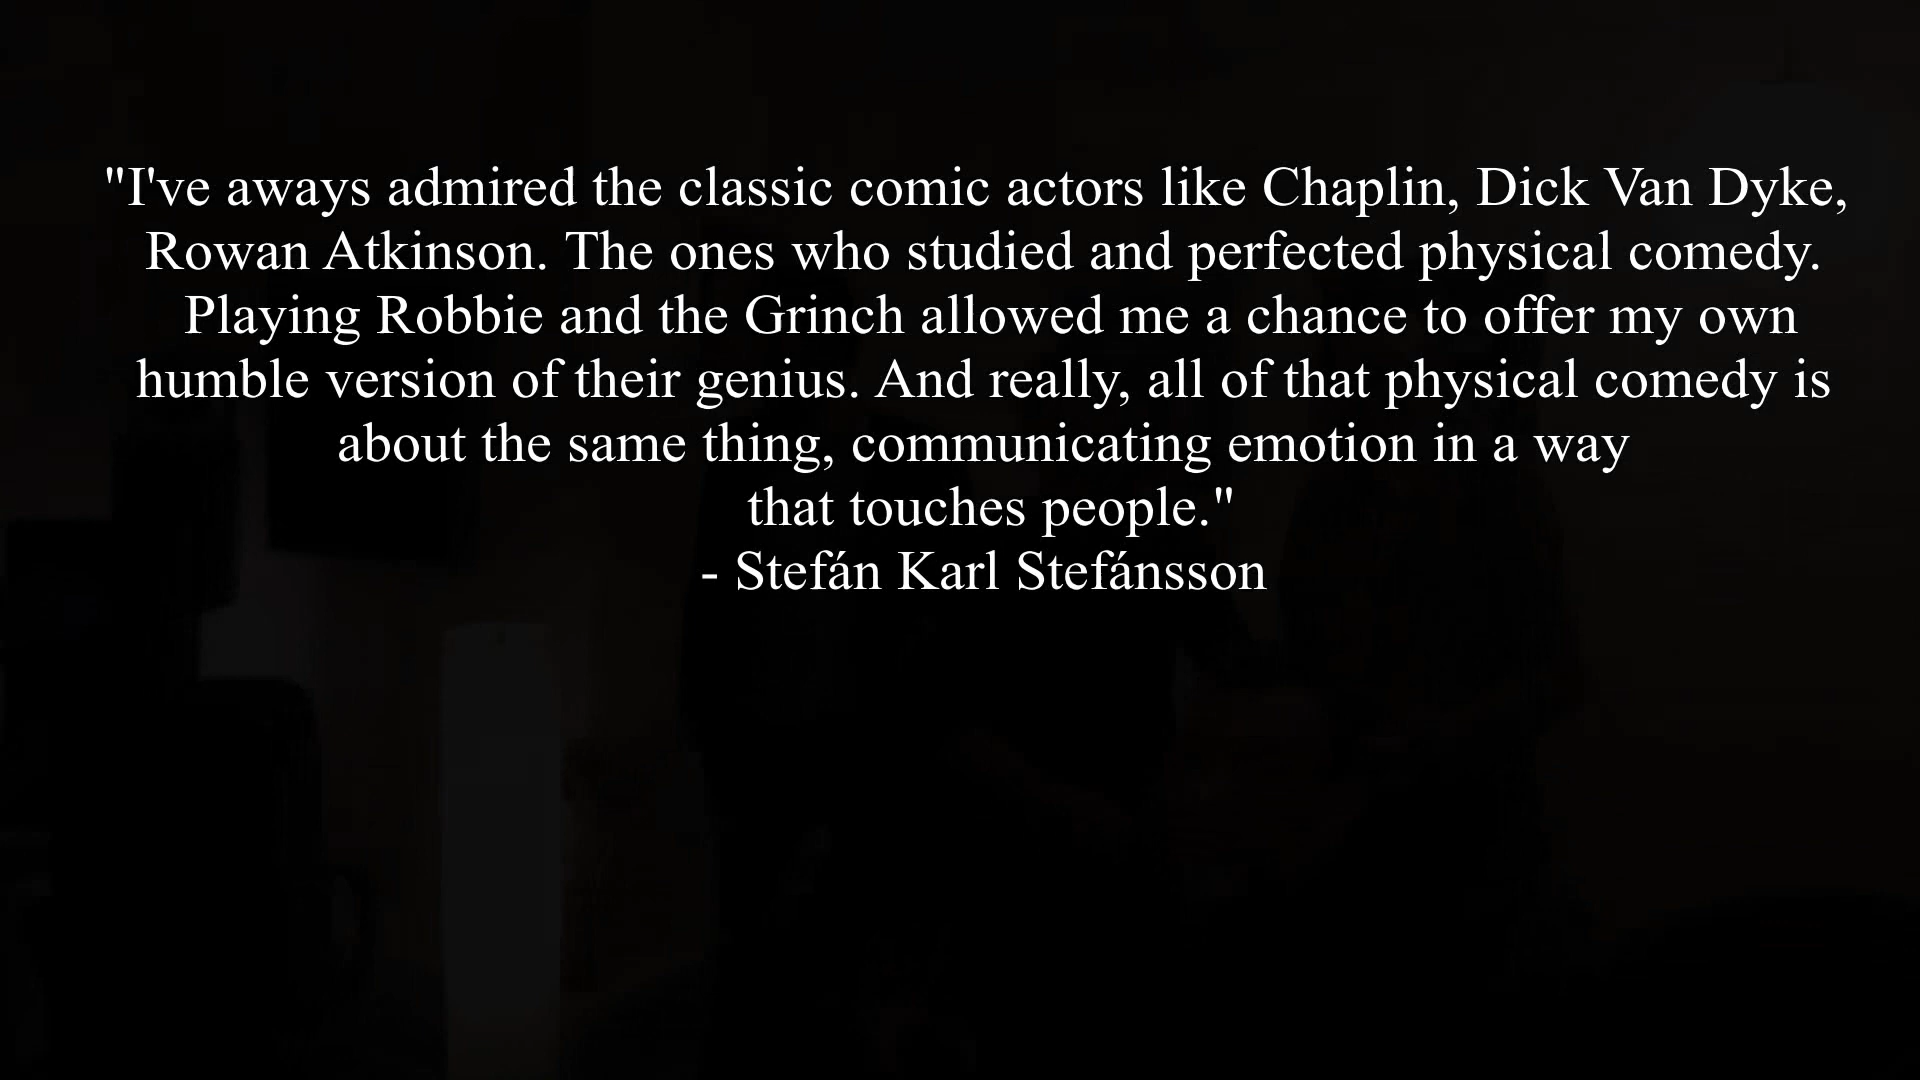 "I've aways admired the classic comic actors like Chaplin, Dick Van Dyke,
Rowan Atkinson. The ones who studied and perfected physical comedy.
Playing Robbie and the Grinch allowed me a chance to offer my own
humble version of their genius. And really, all of that physical comedy is
about the same thing, communicating emotion in a way
that touches people."
- Stefán Karl Stefánsson